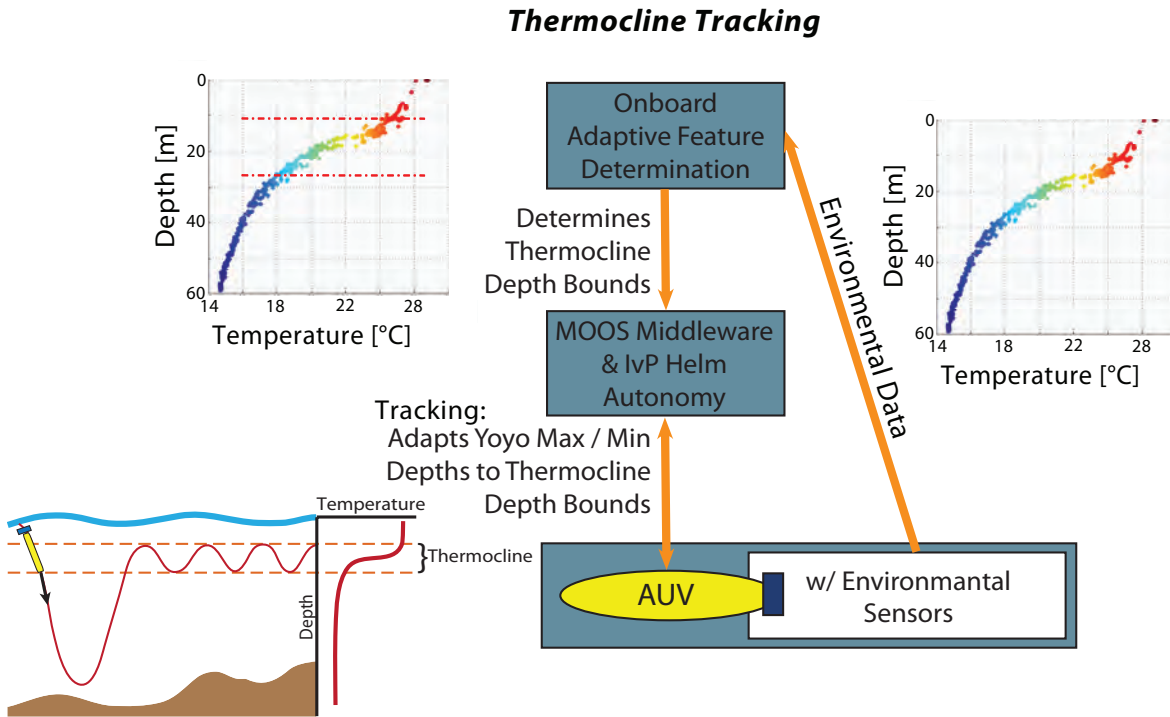 Thermocline Tracking
0
20
40
60
Depth [m]
14
18
22
28
Temperature [°C]
Onboard
Adaptive Feature
Determination
Determines
Thermocline
Depth Bounds
MOOS Middleware
& IvP Helm
Autonomy
Tracking:
Adapts Yoyo Max / Min
Depths to Thermocline
Depth Bounds
Environmental Data
0
20
40
60
Depth [m]
14
18
22
28
Temperature [°C]
Temperature
Thermocline
Depth
AUV
w/ Environmantal
Sensors